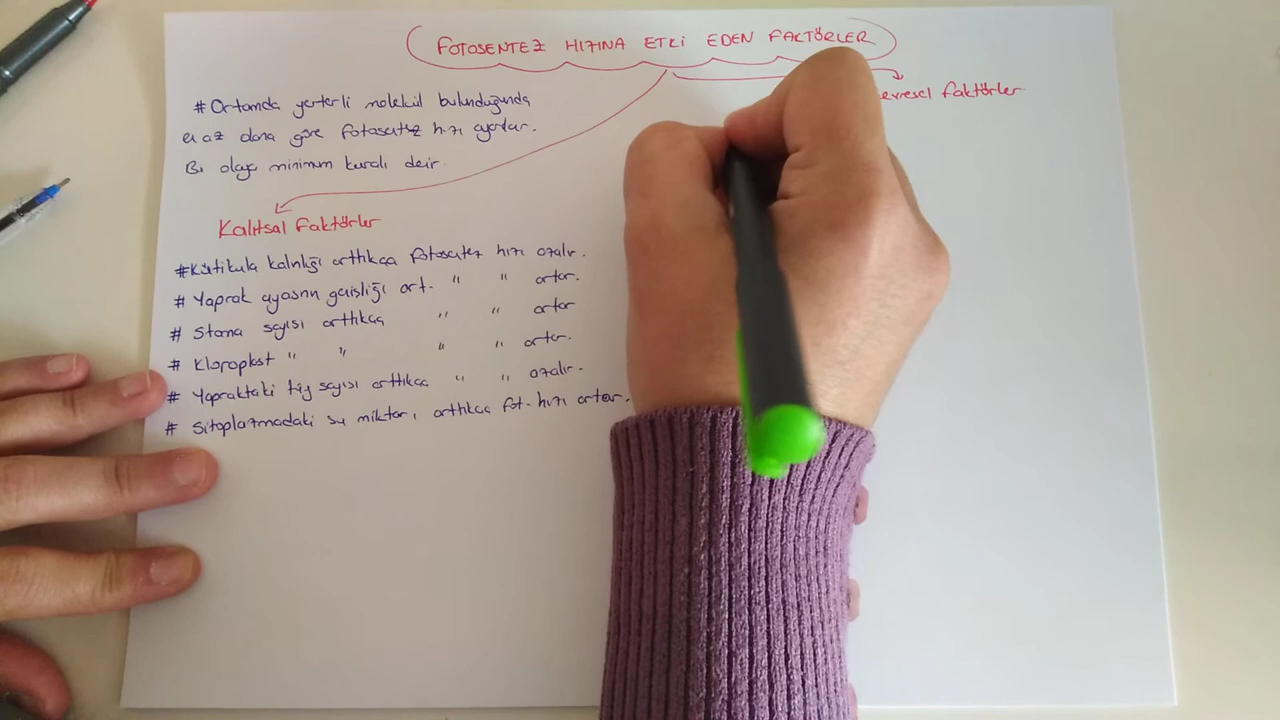 FOTOSENTEZ HIZINA ETKİ EDEN FAKTÖRLER
# Ortamda yeterli molekül bulunduğunda
en az olana göre fotosentez hızı ayarlar.
Bu olaya minimum kuralı denir.
evresel faktörler
Kalıtsal Faktörler
#Kütikula kalınlığı arttıkça fotosentez hızı azalır.
# Yaprak ayasının genişliği art. " " artar.
# Stoma sayısı arttıkça " " artar
# Kloroplast " " " " artar.
# Yapraktaki tüy sayısı arttıkça " " azalır.
# Sitoplazmadaki su miktarı arttıkça fot. hızı artar.